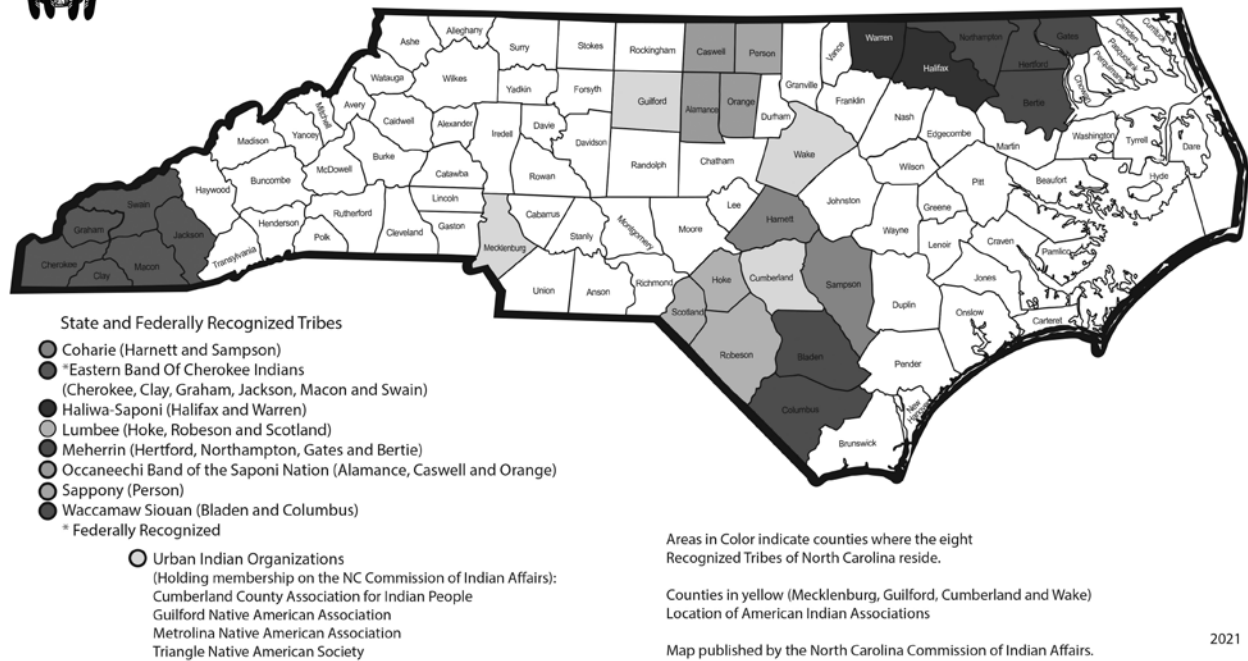 Ashe
Alleghany
Surry
Stokes
Rockingham
Caswell
Person
Granville
Vance
Warren
Halifax
Northampton
Gates
Hertford
Bertie
Camden
Currituck
Pasquotank
Perquimans
Chowan
Watauga
Wilkes
Yadkin
Forsyth
Guilford
Alamance
Orange
Durham
Franklin
Nash
Edgecombe
Martin
Washington
Tyrrell
Dare
Mitchell
Avery
Caldwell
Alexander
Iredell
Davie
Davidson
Randolph
Chatham
Wake
Wilson
Pitt
Beaufort
Hyde
Madison
Yancey
McDowell
Burke
Catawba
Rowan
Lincoln
Lee
Johnston
Greene
Swain
Haywood
Buncombe
Henderson
Rutherford
Polk
Cleveland
Gaston
Mecklenburg
Cabarrus
Stanly
Montgomery
Moore
Harnett
Wayne
Lenoir
Craven
Pamlico
Graham
Jackson
Cherokee
Clay
Macon
Transylvania
Union
Anson
Richmond
Scotland
Hoke
Cumberland
Sampson
Duplin
Jones
Onslow
Carteret
Robeson
Bladen
Pender
Columbus
Brunswick
New Hanover
State and Federally Recognized Tribes
Coharie (Harnett and Sampson)
*Eastern Band Of Cherokee Indians
(Cherokee, Clay, Graham, Jackson, Macon and Swain)
Haliwa-Saponi (Halifax and Warren)
Lumbee (Hoke, Robeson and Scotland)
Meherrin (Hertford, Northampton, Gates and Bertie)
Occaneechi Band of the Saponi Nation (Alamance, Caswell and Orange)
Sappony (Person)
Waccamaw Siouan (Bladen and Columbus)
* Federally Recognized
Urban Indian Organizations
(Holding membership on the NC Commission of Indian Affairs):
Cumberland County Association for Indian People
Guilford Native American Association
Metrolina Native American Association
Triangle Native American Society
Areas in Color indicate counties where the eight
Recognized Tribes of North Carolina reside.
Counties in yellow (Mecklenburg, Guilford, Cumberland and Wake)
Location of American Indian Associations
Map published by the North Carolina Commission of Indian Affairs.
2021